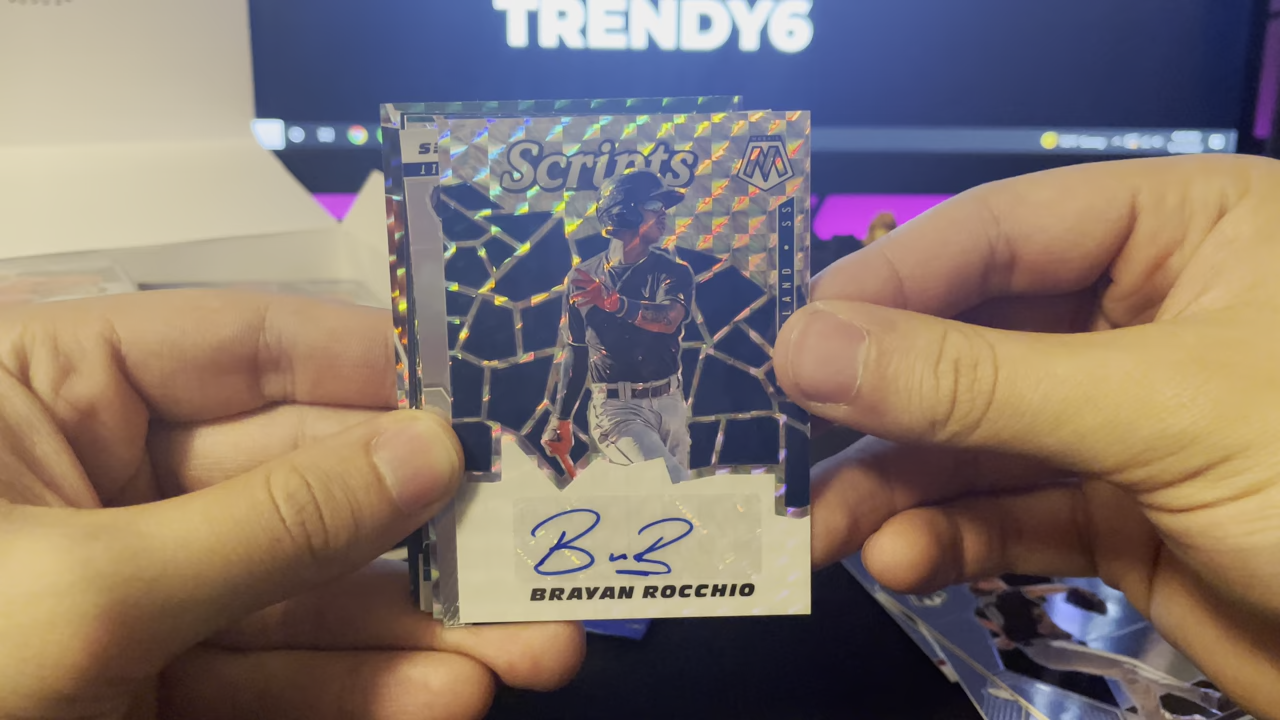 TRENDY6
Scripts
M
LAND • SS
BRAYAN ROCCHIO